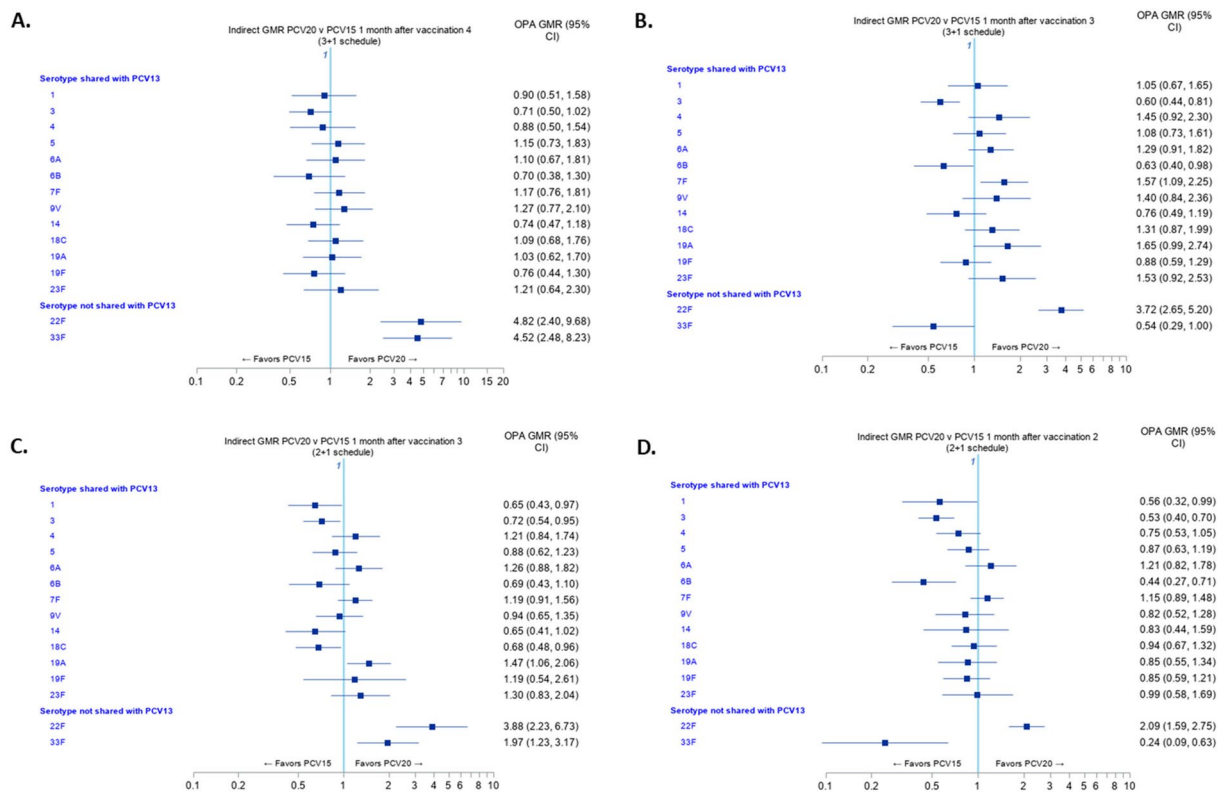 A.
Indirect GMR PCV20 v PCV15 1 month after vaccination 4
(3+1 schedule)
OPA GMR (95%
CI)
1
Serotype shared with PCV13
1 0.90 (0.51, 1.58)
3 0.71 (0.50, 1.02)
4 0.88 (0.50, 1.54)
5 1.15 (0.73, 1.83)
6A 1.10 (0.67, 1.81)
6B 0.70 (0.38, 1.30)
7F 1.17 (0.76, 1.81)
9V 1.27 (0.77, 2.10)
14 0.74 (0.47, 1.18)
18C 1.09 (0.68, 1.76)
19A 1.03 (0.62, 1.70)
19F 0.76 (0.44, 1.30)
23F 1.21 (0.64, 2.30)
Serotype not shared with PCV13
22F 4.82 (2.40, 9.68)
33F 4.52 (2.48, 8.23)
← Favors PCV15 Favors PCV20 →
0.1 0.5 1 2 3 4 5 10 15 20
B.
Indirect GMR PCV20 v PCV15 1 month after vaccination 3
(3+1 schedule)
OPA GMR (95%
CI)
1
Serotype shared with PCV13
1 1.05 (0.67, 1.65)
3 0.60 (0.44, 0.81)
4 1.45 (0.92, 2.30)
5 1.08 (0.73, 1.61)
6A 1.29 (0.91, 1.82)
6B 0.63 (0.40, 0.98)
7F 1.57 (1.09, 2.25)
9V 1.40 (0.84, 2.36)
14 0.76 (0.49, 1.19)
18C 1.31 (0.87, 1.99)
19A 1.65 (0.99, 2.74)
19F 0.88 (0.59, 1.29)
23F 1.53 (0.92, 2.53)
Serotype not shared with PCV13
22F 3.72 (2.65, 5.20)
33F 0.54 (0.29, 1.00)
← Favors PCV15 Favors PCV20 →
0.1 0.5 1 2 3 4 5 10
C.
Indirect GMR PCV20 v PCV15 1 month after vaccination 3
(2+1 schedule)
OPA GMR (95%
CI)
1
Serotype shared with PCV13
1 0.65 (0.43, 0.97)
3 0.72 (0.54, 0.95)
4 1.21 (0.84, 1.74)
5 0.88 (0.62, 1.23)
6A 1.26 (0.88, 1.82)
6B 0.69 (0.43, 1.10)
7F 1.19 (0.91, 1.56)
9V 0.94 (0.65, 1.35)
14 0.65 (0.41, 1.02)
18C 0.68 (0.48, 0.96)
19A 1.47 (1.06, 2.06)
19F 1.19 (0.54, 2.61)
23F 1.30 (0.83, 2.04)
Serotype not shared with PCV13
22F 3.88 (2.23, 6.73)
33F 1.97 (1.23, 3.17)
← Favors PCV15 Favors PCV20 →
0.1 0.5 1 2 3 4 5 10
D.
Indirect GMR PCV20 v PCV15 1 month after vaccination 2
(2+1 schedule)
OPA GMR (95%
CI)
1
Serotype shared with PCV13
1 0.56 (0.32, 0.99)
3 0.53 (0.40, 0.70)
4 0.75 (0.53, 1.05)
5 0.87 (0.63, 1.19)
6A 1.21 (0.82, 1.78)
6B 0.44 (0.27, 0.71)
7F 1.15 (0.89, 1.48)
9V 0.82 (0.52, 1.28)
14 0.83 (0.44, 1.59)
18C 0.94 (0.67, 1.32)
19A 0.85 (0.55, 1.34)
19F 0.85 (0.59, 1.21)
23F 0.99 (0.58, 1.69)
Serotype not shared with PCV13
22F 2.09 (1.59, 2.75)
33F 0.24 (0.09, 0.63)
← Favors PCV15 Favors PCV20 →
0.1 0.5 1 2 3 4 5 10